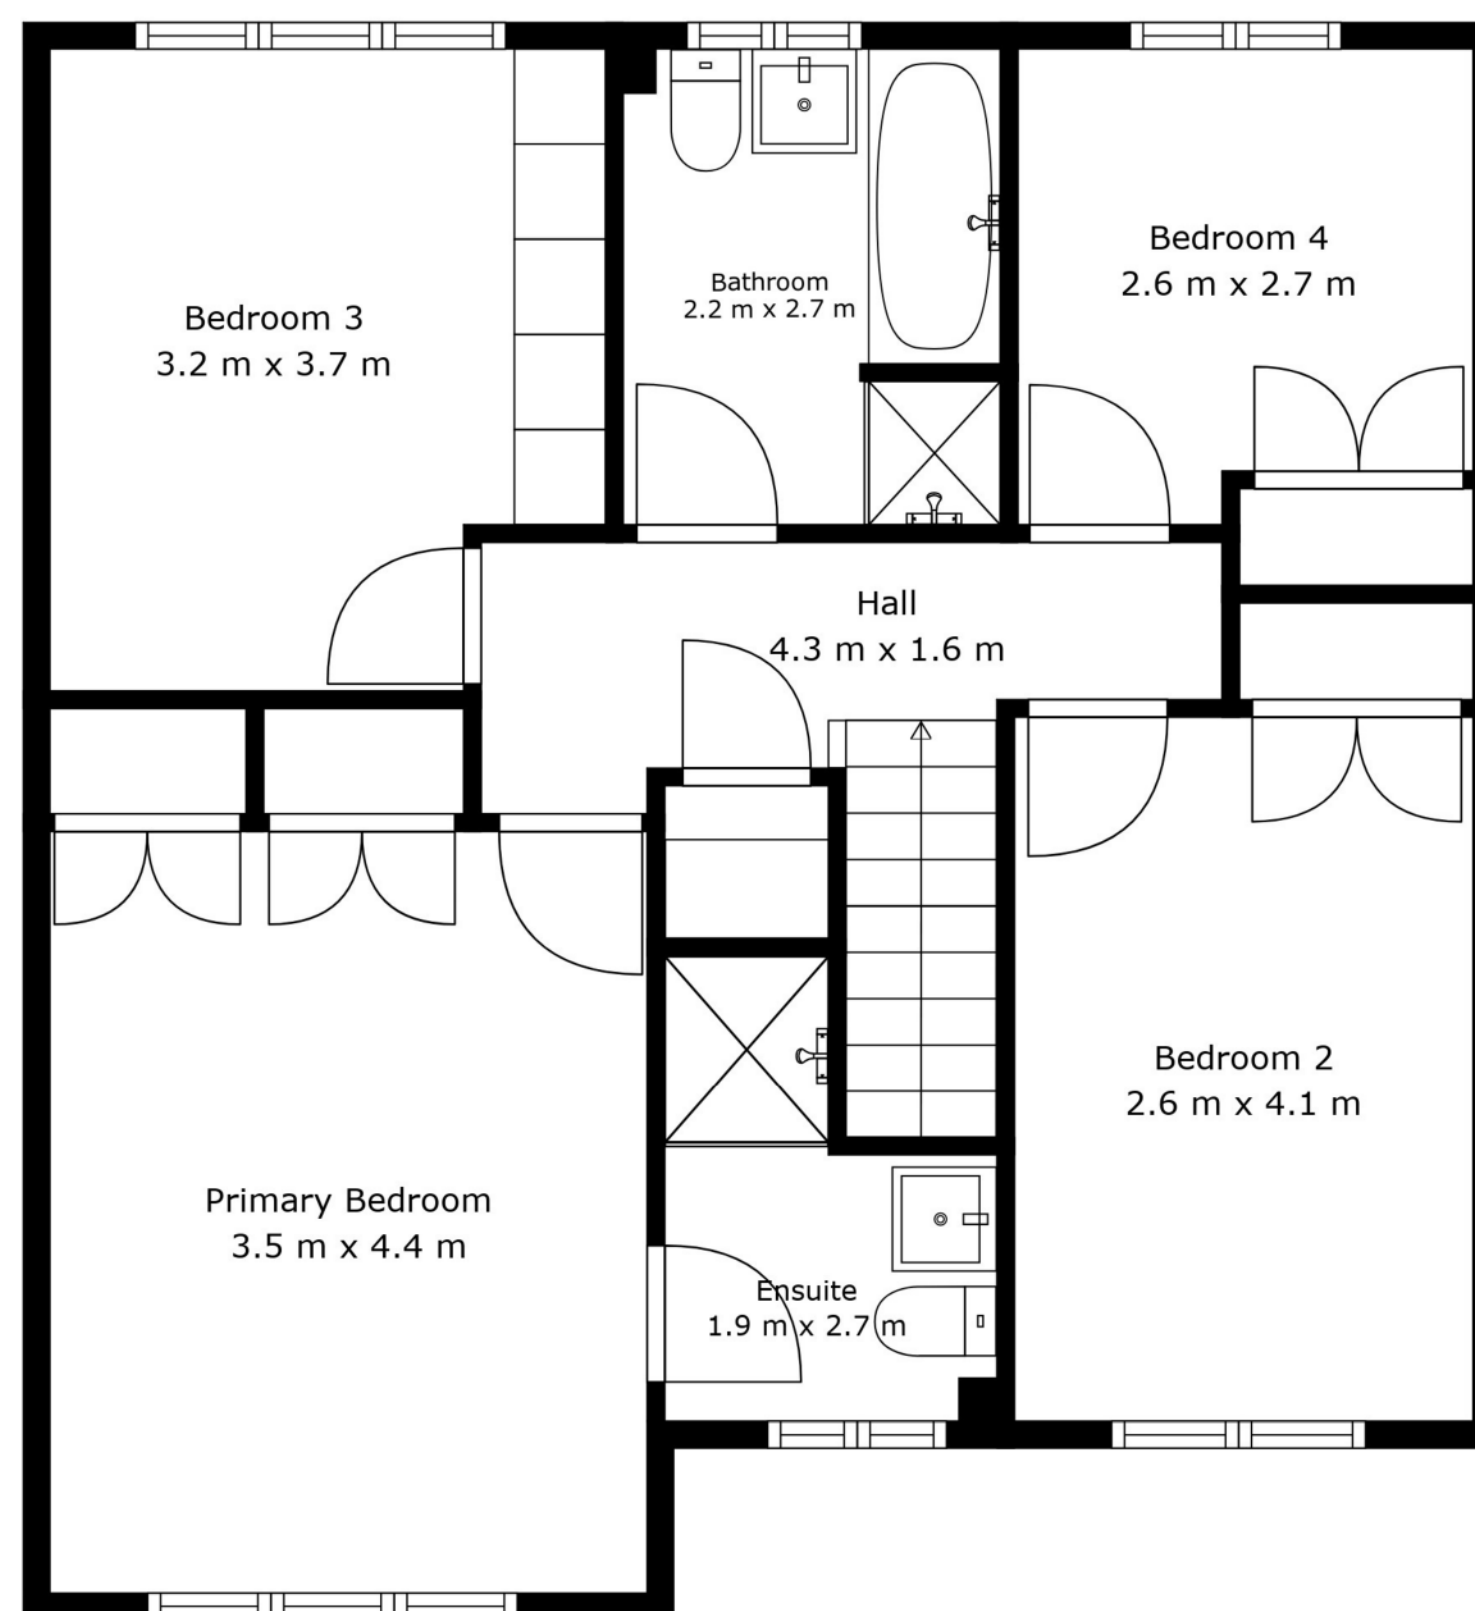 Bedroom 3
3.2 m x 3.7 m
Bathroom
2.2 m x 2.7 m
Bedroom 4
2.6 m x 2.7 m
Hall
4.3 m x 1.6 m
Primary Bedroom
3.5 m x 4.4 m
Ensuite
1.9 m x 2.7 m
Bedroom 2
2.6 m x 4.1 m